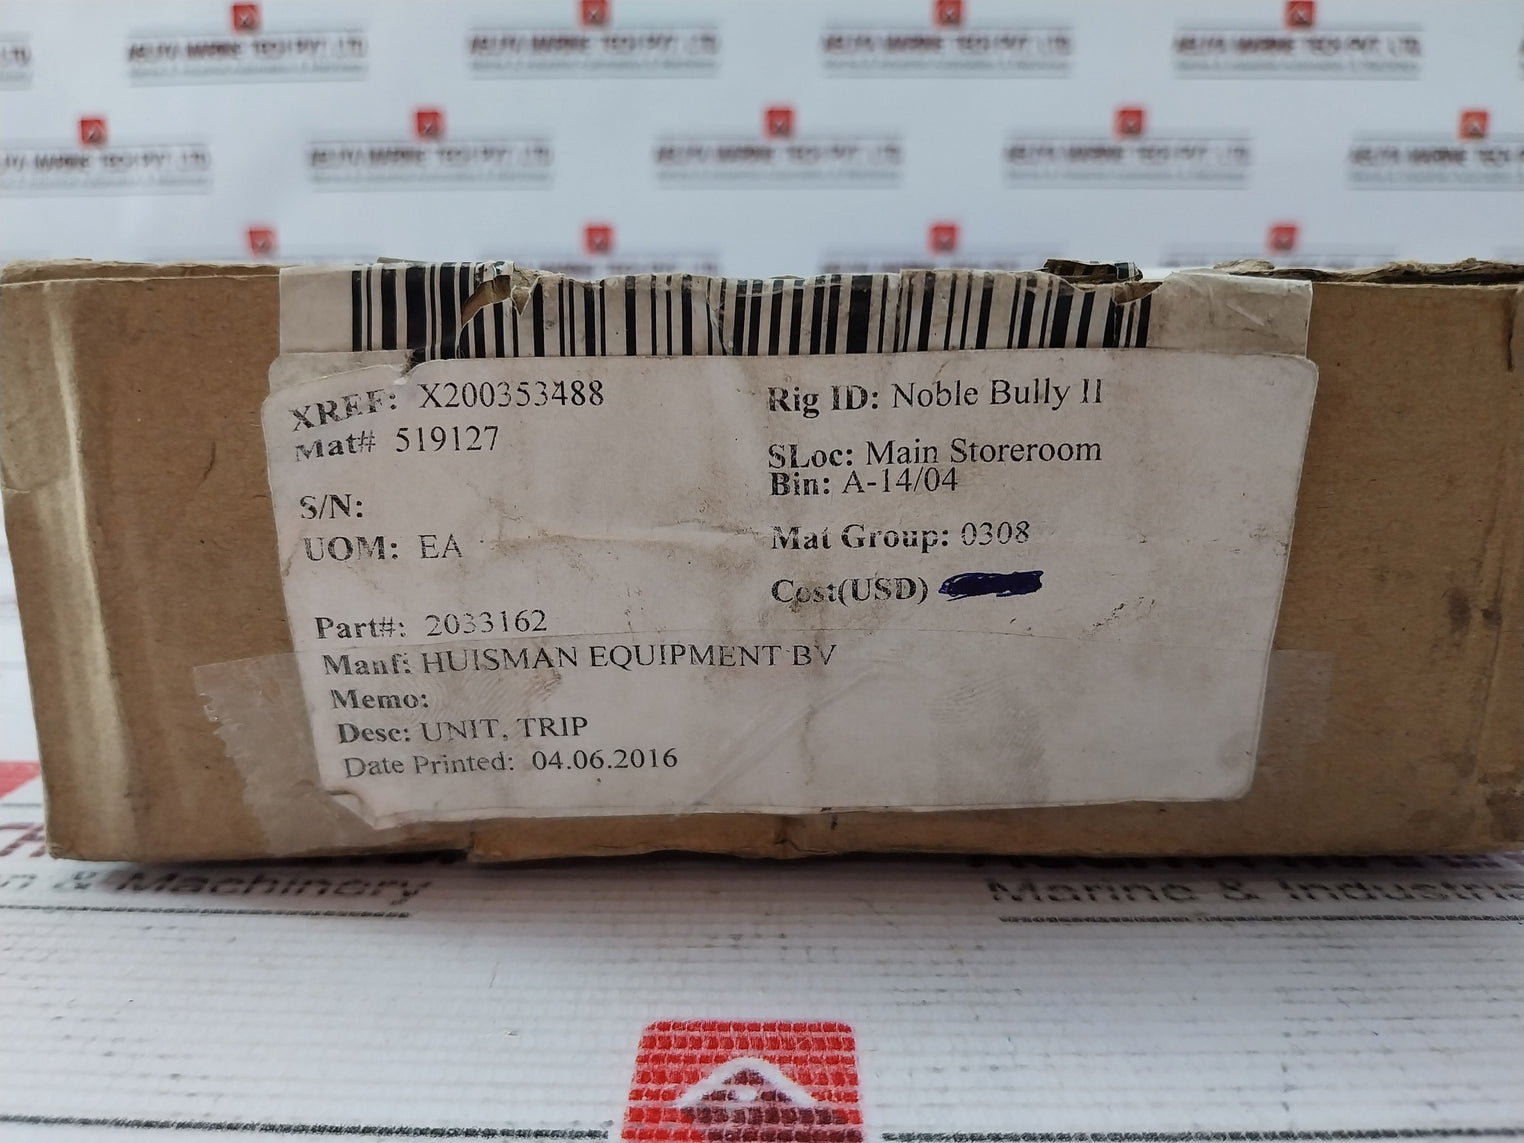 XREF: X200353488
Mat# 519127
S/N:
UOM: EA
Part#: 2033162
Manf: HUISMAN EQUIPMENT BV
Memo:
Desc: UNIT, TRIP
Date Printed: 04.06.2016
Rig ID: Noble Bully II
SLoc: Main Storeroom
Bin: A-14/04
Mat Group: 0308
Cost(USD)
n & Machinery
Marine & Industria